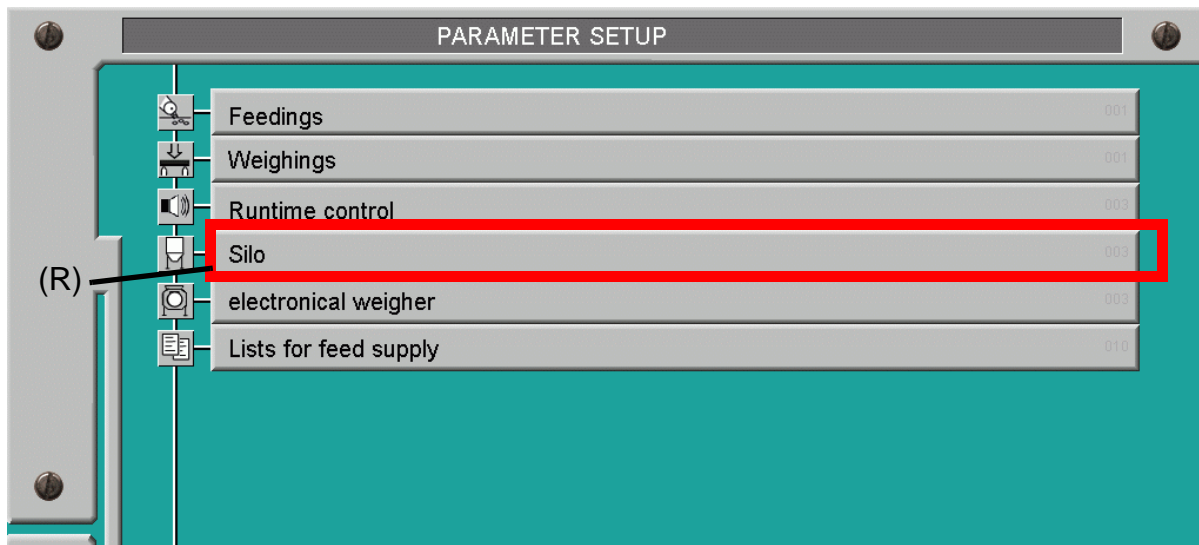 PARAMETER SETUP
Feedings 001
Weighings 001
Runtime control 003
Silo 003
(R)
electronical weigher 003
Lists for feed supply 010